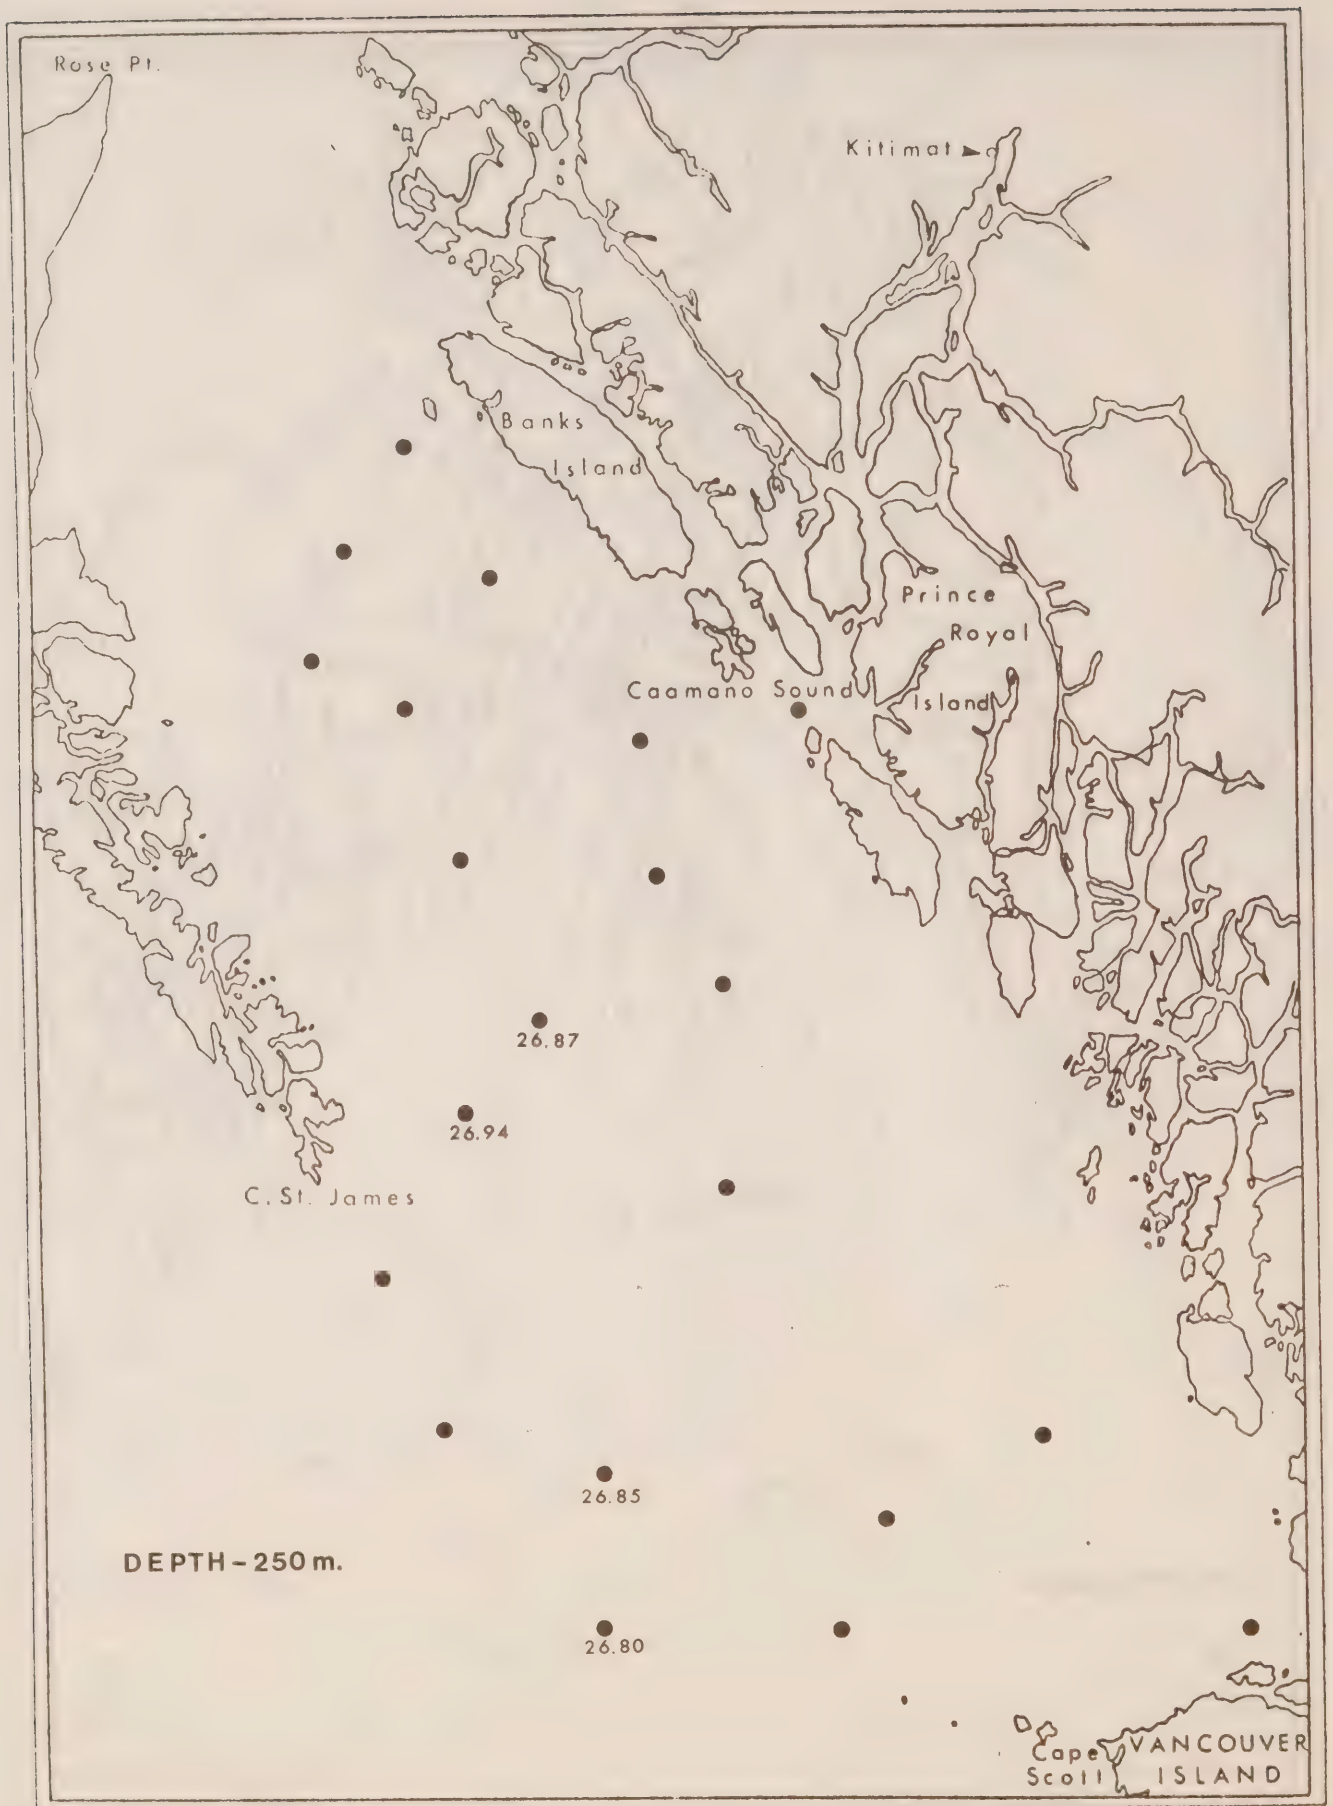 Rose Pt.
Kitimat
Banks
Island
Prince
Royal
Island
Caamano Sound
26.87
26.94
C. St. James
26.85
DEPTH-250m.
26.80
Cape
Scott
VANCOUVER
ISLAND